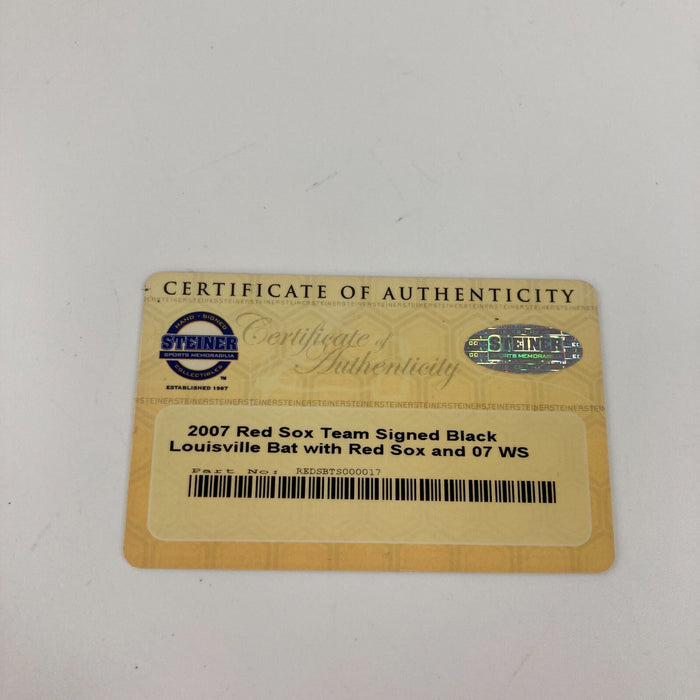 CERTIFICATE OF AUTHENTICITY
HAND - SIGNED
STEINER
SPORTS MEMORABILIA
COLLECTIBLES
TM
ESTABLISHED 1987
Certificate of
Authenticity
STEINER
SPORTS MEMORABILIA
2007 Red Sox Team Signed Black
Louisville Bat with Red Sox and 07 WS
Part No: REDSBTS000017